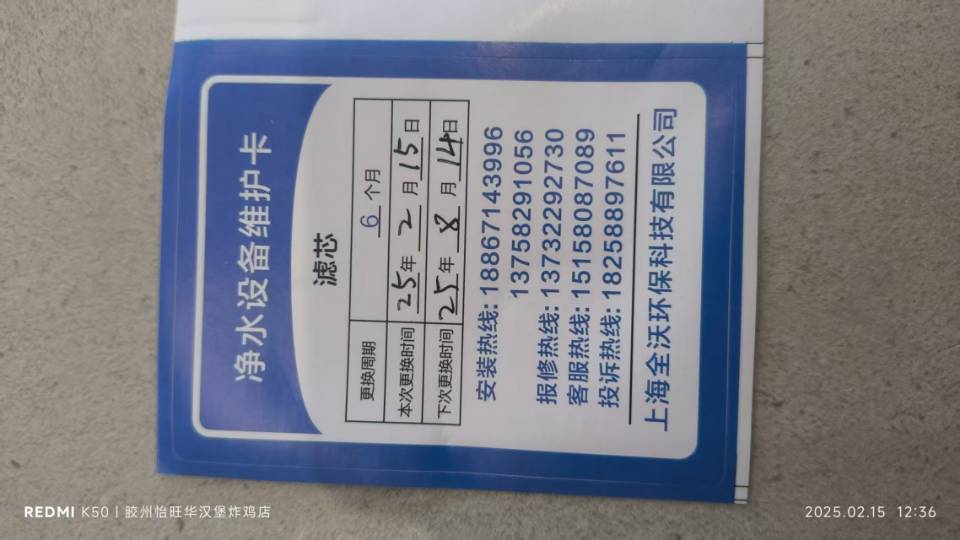 净水设备维护卡
滤芯
更换周期 6 个月
本次更换时间 25年 2 月 15 日
下次更换时间 25年 8 月 14 日
安装热线: 18867143996
13758291056
报修热线: 13732292730
客服热线: 15158087089
投诉热线: 18258897611
上海全沃环保科技有限公司
REDMI K50 | 胶州怡旺华汉堡炸鸡店
2025.02.15 12:36